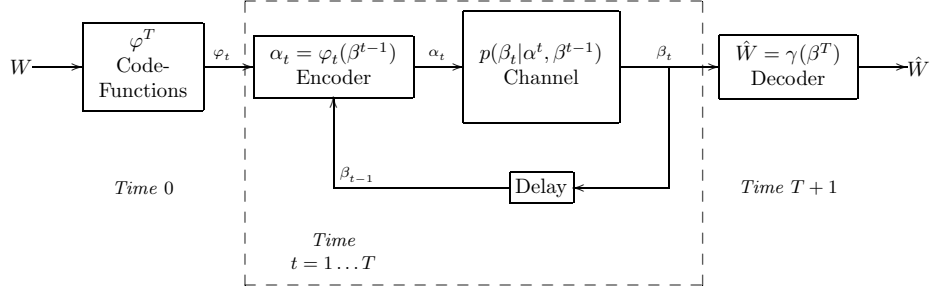 W
φ^T
Code-
Functions
φ_t
α_t = φ_t(β^{t−1})
Encoder
α_t
p(β_t|α^t, β^{t−1})
Channel
β_t
Ŵ = γ(β^T)
Decoder
Ŵ
β_{t−1}
Delay
Time 0
Time T + 1
Time
t = 1 … T